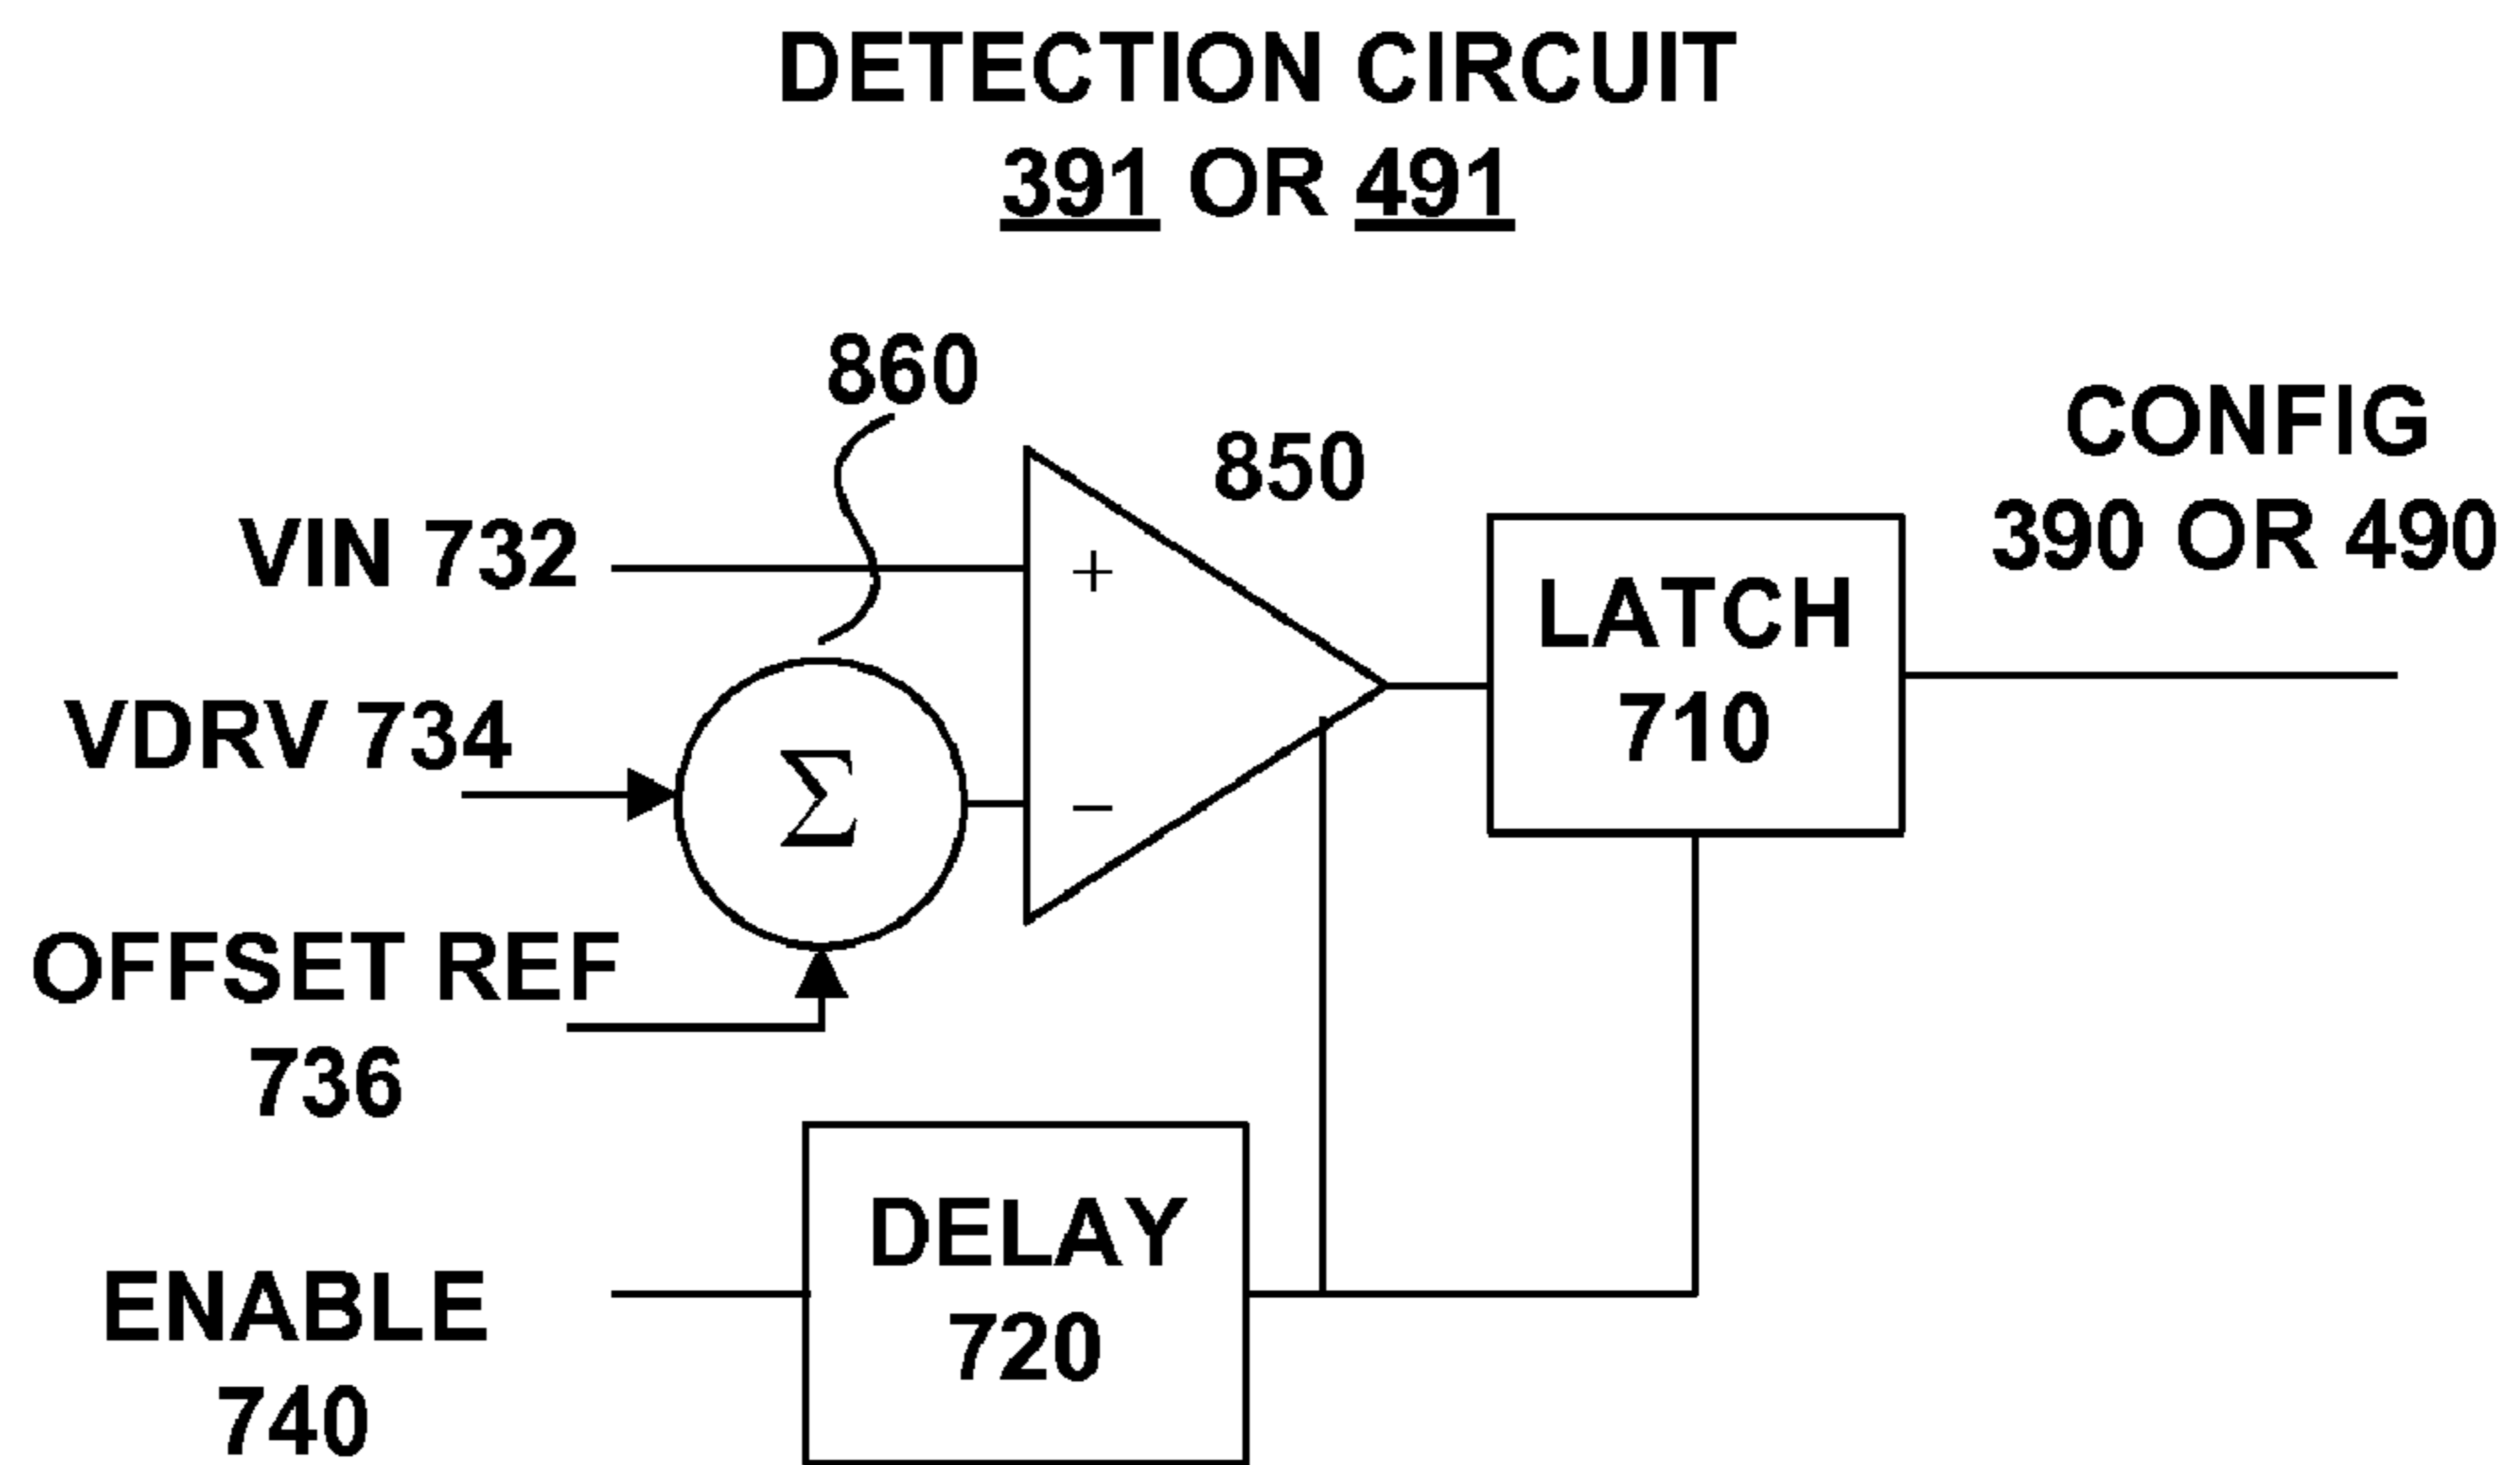 DETECTION CIRCUIT
391 OR 491
860
850
CONFIG
390 OR 490
VIN 732
+
LATCH
710
VDRV 734
Σ
−
OFFSET REF
736
DELAY
720
ENABLE
740